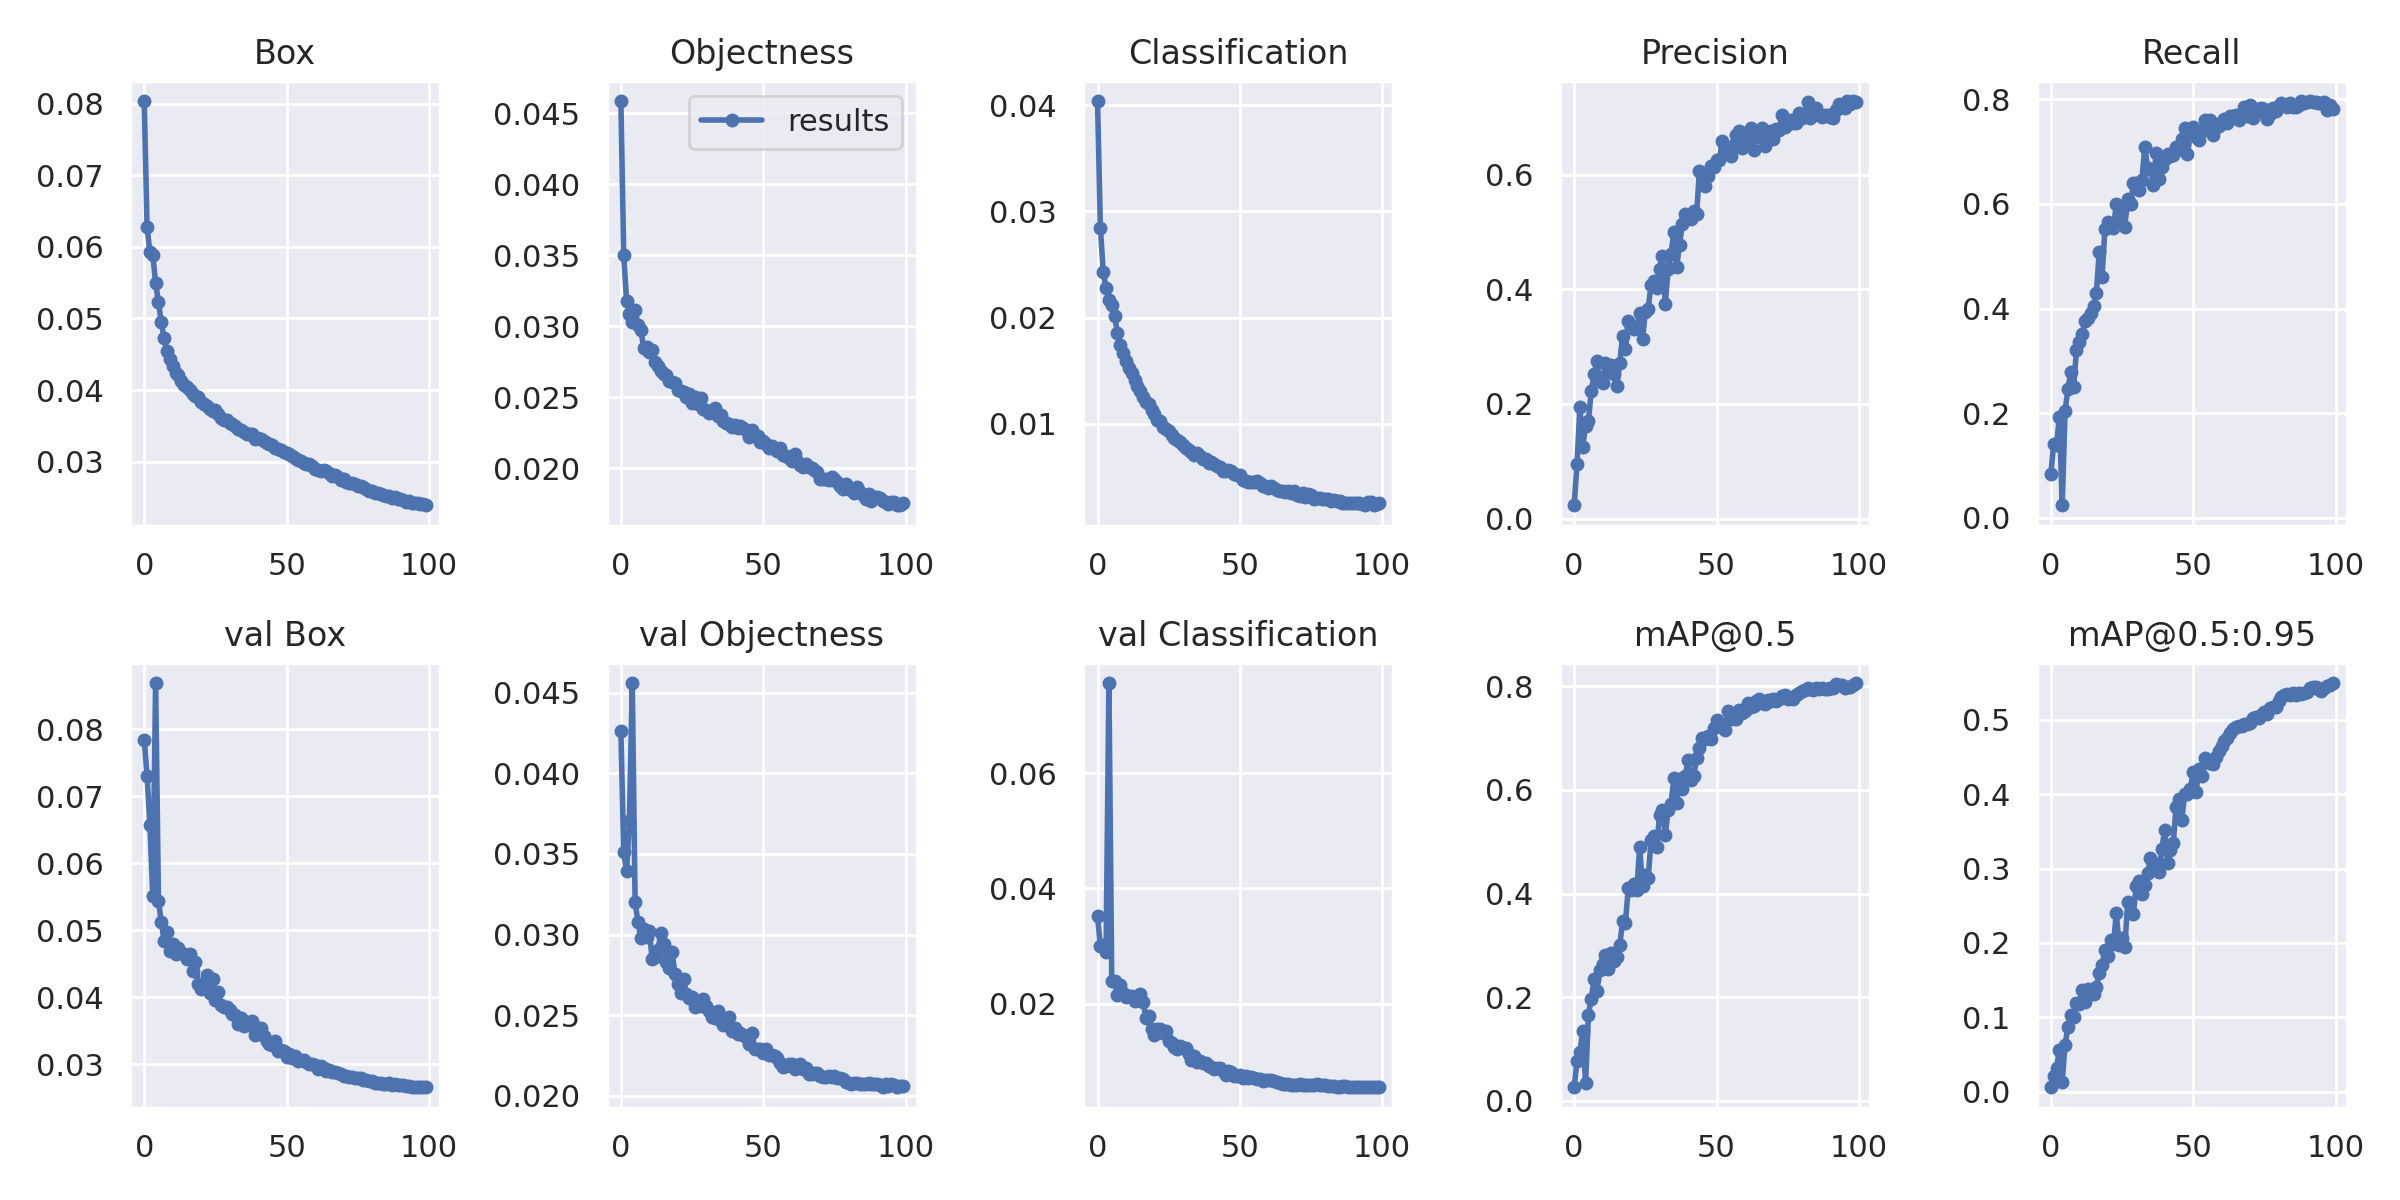 Box
Objectness
Classification
Precision
Recall
0.08
0.07
0.06
0.05
0.04
0.03
0 50 100
0.045
0.040
0.035
0.030
0.025
0.020
results
0 50 100
0.04
0.03
0.02
0.01
0 50 100
0.6
0.4
0.2
0.0
0 50 100
0.8
0.6
0.4
0.2
0.0
0 50 100
val Box
val Objectness
val Classification
mAP@0.5
mAP@0.5:0.95
0.08
0.07
0.06
0.05
0.04
0.03
0 50 100
0.045
0.040
0.035
0.030
0.025
0.020
0 50 100
0.06
0.04
0.02
0 50 100
0.8
0.6
0.4
0.2
0.0
0 50 100
0.5
0.4
0.3
0.2
0.1
0.0
0 50 100